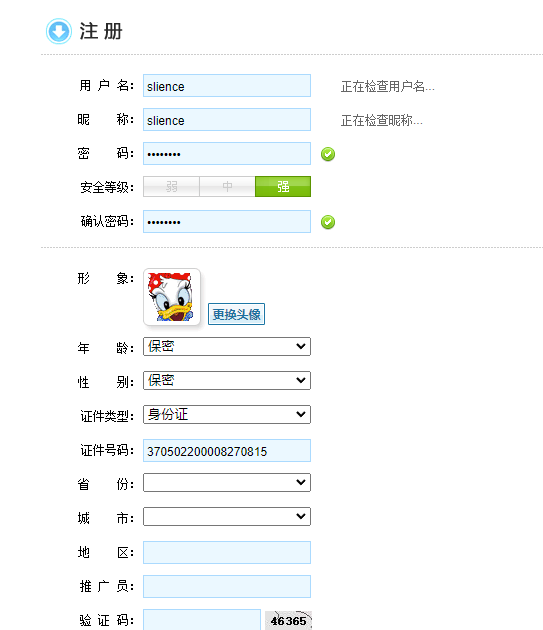 注 册
用 户 名： slience 正在检查用户名...
昵 称： slience 正在检查昵称...
密 码： ••••••••
安全等级： 弱 中 强
确认密码： ••••••••
形 象： 更换头像
年 龄： 保密
性 别： 保密
证件类型： 身份证
证件号码： 370502200008270815
省 份：
城 市：
地 区：
推 广 员：
验 证 码： 46365